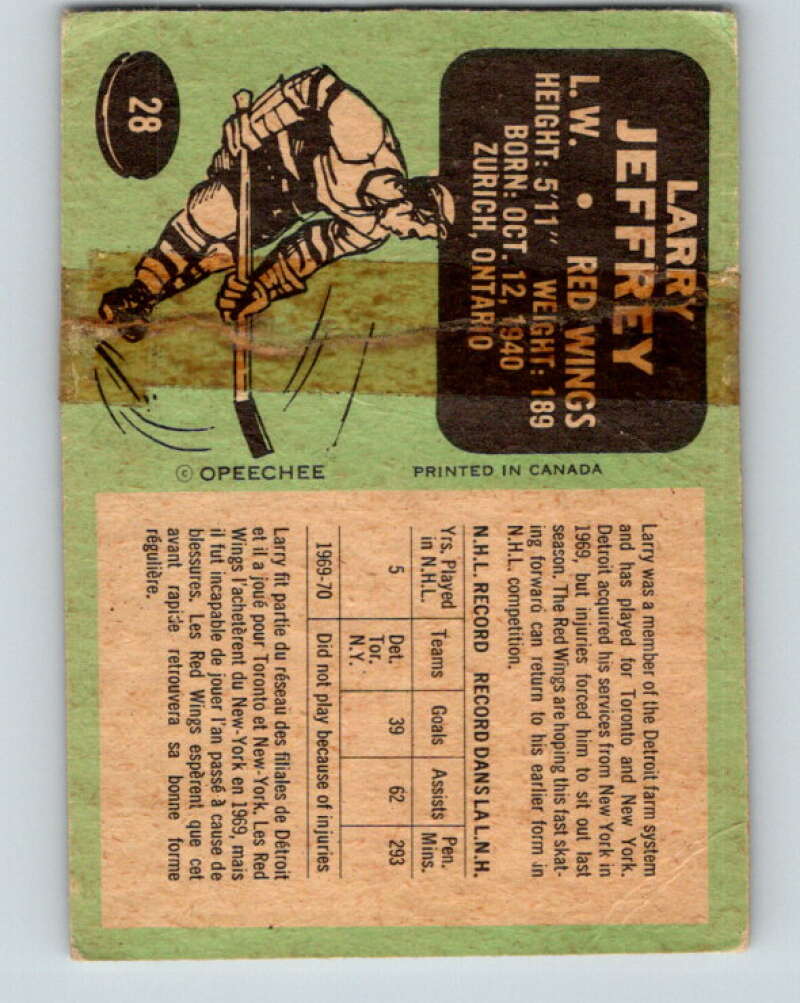 28
LARRY
JEFFREY
L. W. • RED WINGS
HEIGHT: 5'11" WEIGHT: 189
BORN: OCT. 12, 1940
ZURICH, ONTARIO
© OPEECHEE
PRINTED IN CANADA
Larry was a member of the Detroit farm system
and has played for Toronto and New York.
Detroit acquired his services from New York in
1969, but injuries forced him to sit out last
season. The Red Wings are hoping this fast skat-
ing forward can return to his earlier form in
N.H.L. competition.
N.H.L. RECORD RECORD DANS LA L.N.H.
Yrs. Played Teams Goals Assists Pen.
in N.H.L. Mins.
5 Det. 39 62 293
Tor.
N.Y.
1969-70 Did not play because of injuries
Larry fit partie du réseau des filiales de Détroit
et il a joué pour Toronto et New-York. Les Red
Wings l'achetèrent du New-York en 1969, mais
il fut incapable de jouer l'an passé à cause de
blessures. Les Red Wings espèrent que cet
avant rapide retrouvera sa bonne forme
régulière.